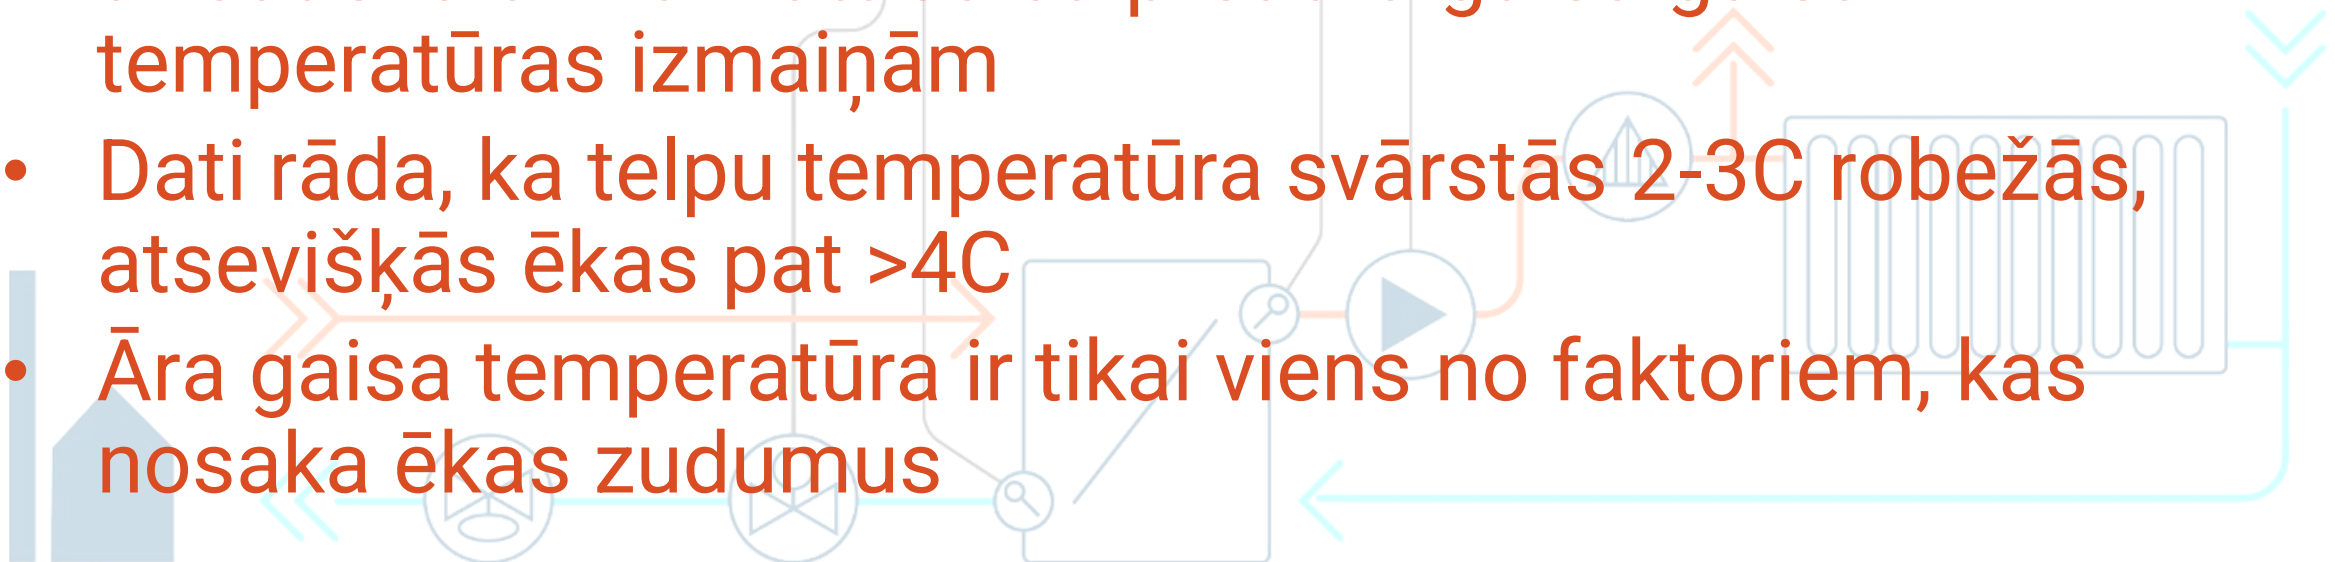 temperatūras izmaiņām
• Dati rāda, ka telpu temperatūra svārstās 2-3C robežās,
atsevišķās ēkas pat >4C
• Āra gaisa temperatūra ir tikai viens no faktoriem, kas
nosaka ēkas zudumus